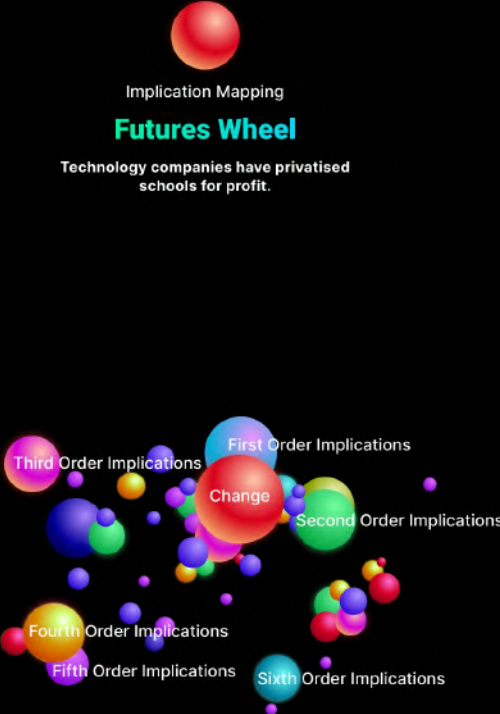 Implication Mapping
Futures Wheel
Technology companies have privatised
schools for profit.
First Order Implications
Third Order Implications
Change
Second Order Implications
Fourth Order Implications
Fifth Order Implications
Sixth Order Implications